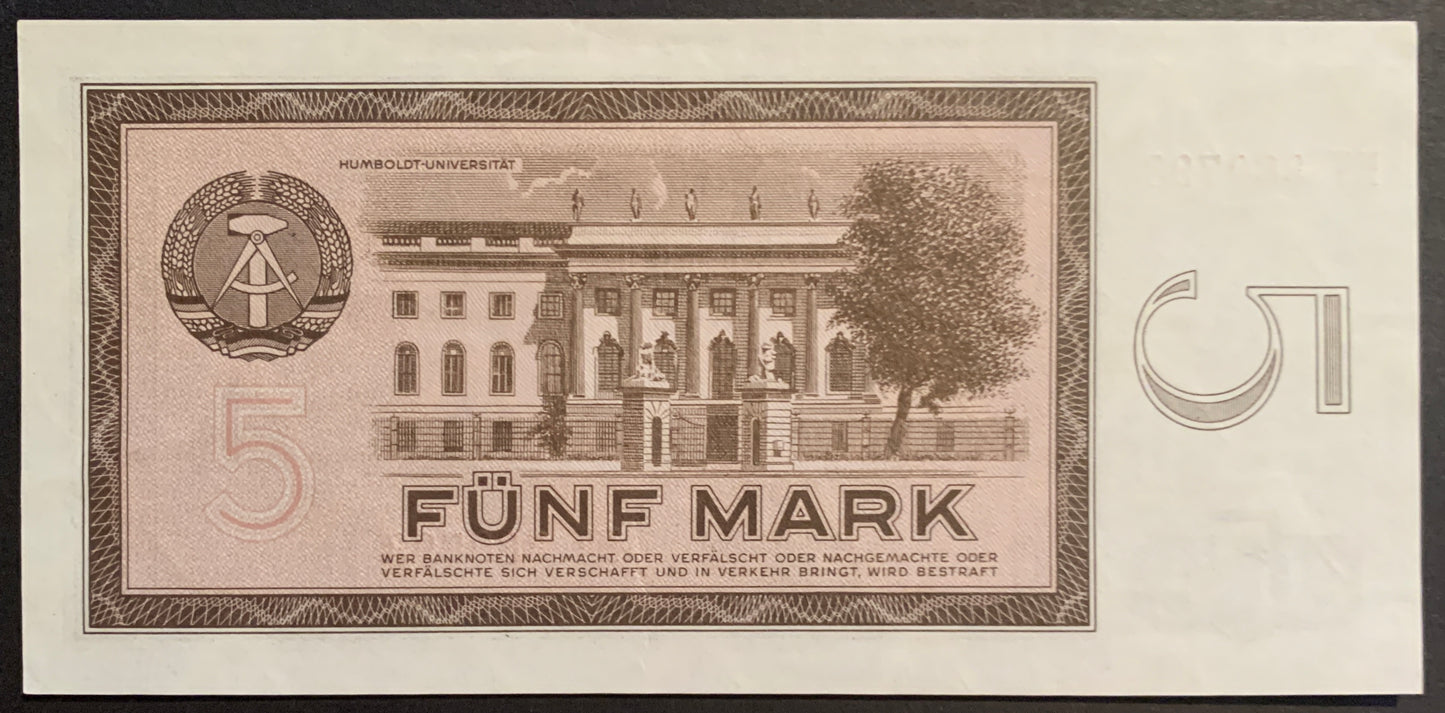 HUMBOLDT-UNIVERSITÄT
5
5
FÜNF MARK
WER BANKNOTEN NACHMACHT ODER VERFÄLSCHT ODER NACHGEMACHTE ODER
VERFÄLSCHTE SICH VERSCHAFFT UND IN VERKEHR BRINGT, WIRD BESTRAFT